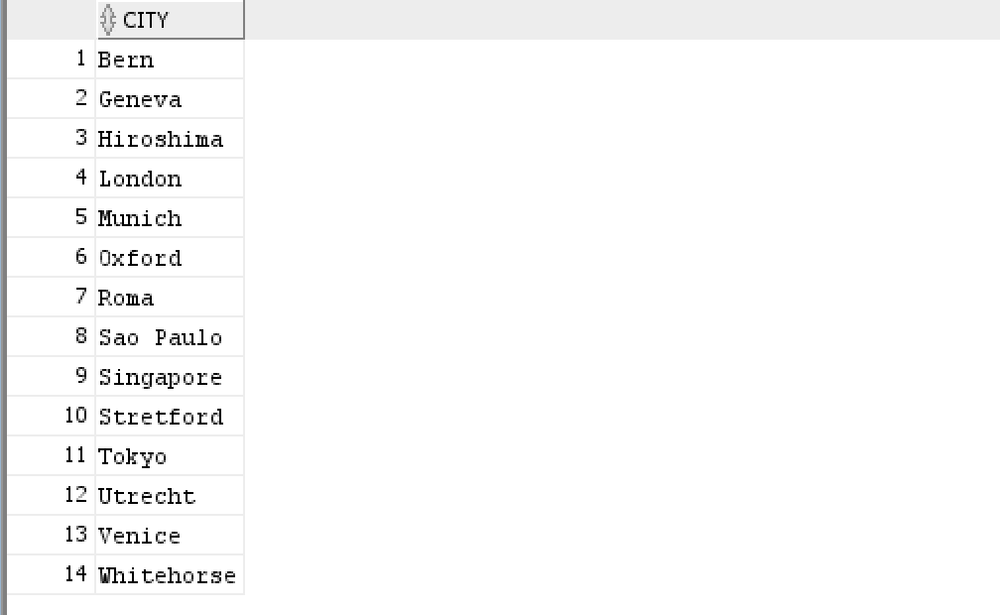 CITY
1 Bern
2 Geneva
3 Hiroshima
4 London
5 Munich
6 Oxford
7 Roma
8 Sao Paulo
9 Singapore
10 Stretford
11 Tokyo
12 Utrecht
13 Venice
14 Whitehorse